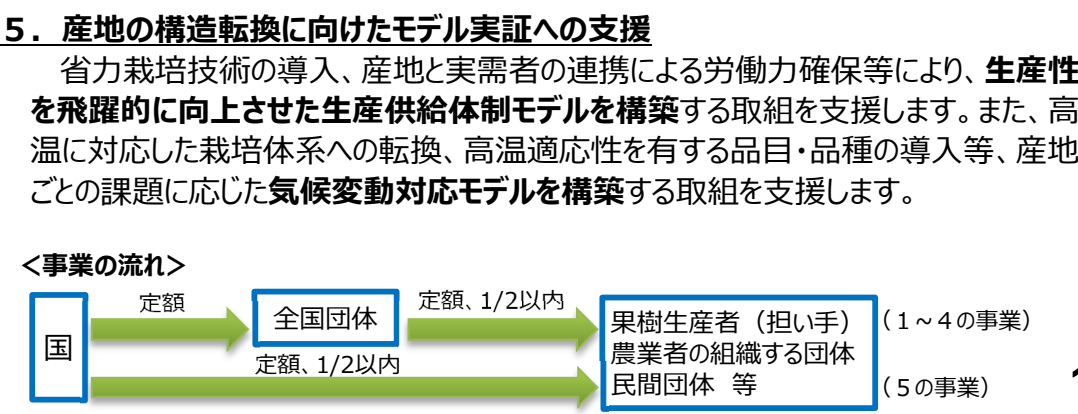 ５．産地の構造転換に向けたモデル実証への支援
省力栽培技術の導入、産地と実需者の連携による労働力確保等により、生産性
を飛躍的に向上させた生産供給体制モデルを構築する取組を支援します。また、高
温に対応した栽培体系への転換、高温適応性を有する品目・品種の導入等、産地
ごとの課題に応じた気候変動対応モデルを構築する取組を支援します。
＜事業の流れ＞
国
定額
全国団体
定額、1/2以内
果樹生産者（担い手）
農業者の組織する団体
民間団体 等
（１～４の事業）
定額、1/2以内
（５の事業）